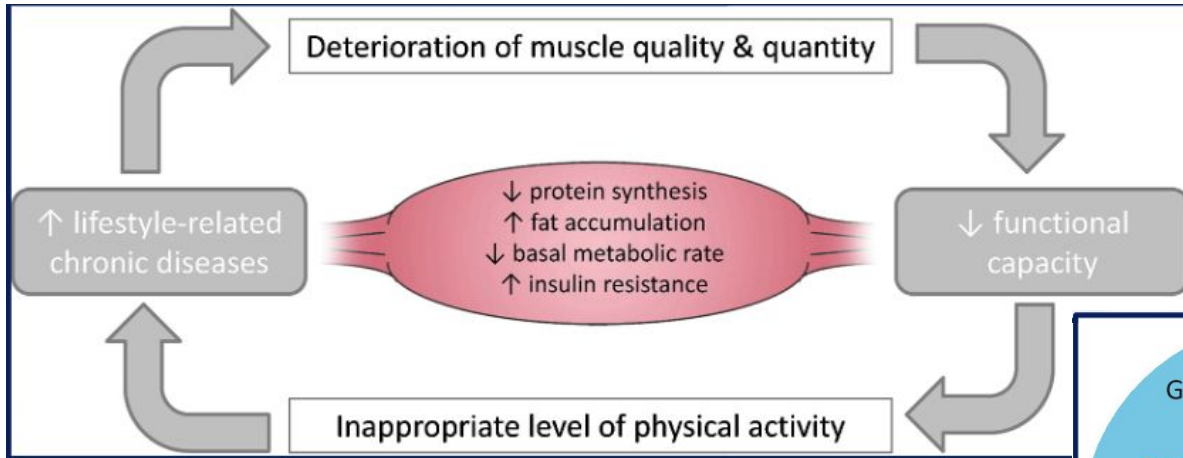 Deterioration of muscle quality & quantity
↑ lifestyle-related
chronic diseases
↓ protein synthesis
↑ fat accumulation
↓ basal metabolic rate
↑ insulin resistance
↓ functional
capacity
Inappropriate level of physical activity
G